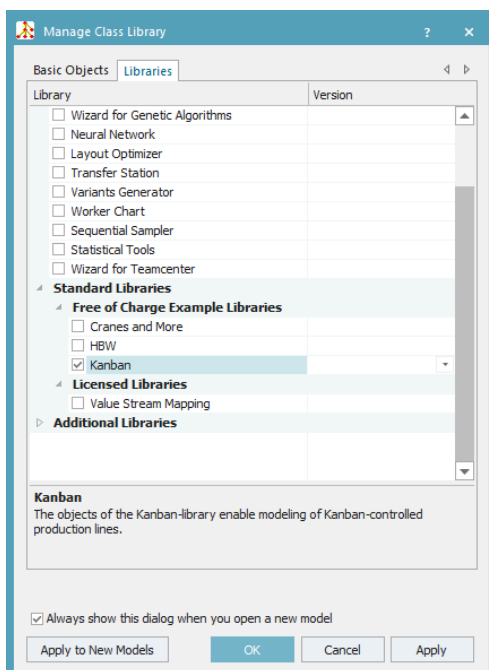 Manage Class Library ? ×
Basic Objects Libraries
Library Version
Wizard for Genetic Algorithms
Neural Network
Layout Optimizer
Transfer Station
Variants Generator
Worker Chart
Sequential Sampler
Statistical Tools
Wizard for Teamcenter
Standard Libraries
Free of Charge Example Libraries
Cranes and More
HBW
Kanban
Licensed Libraries
Value Stream Mapping
Additional Libraries
Kanban
The objects of the Kanban-library enable modeling of Kanban-controlled
production lines.
Always show this dialog when you open a new model
Apply to New Models OK Cancel Apply